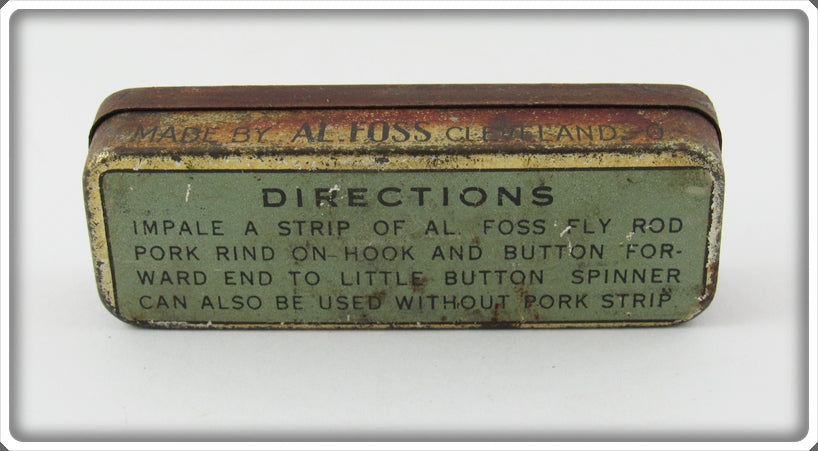 MADE BY AL. FOSS CLEVELAND, O
DIRECTIONS
IMPALE A STRIP OF AL. FOSS FLY ROD
PORK RIND ON HOOK AND BUTTON FOR-
WARD END TO LITTLE BUTTON SPINNER
CAN ALSO BE USED WITHOUT PORK STRIP.